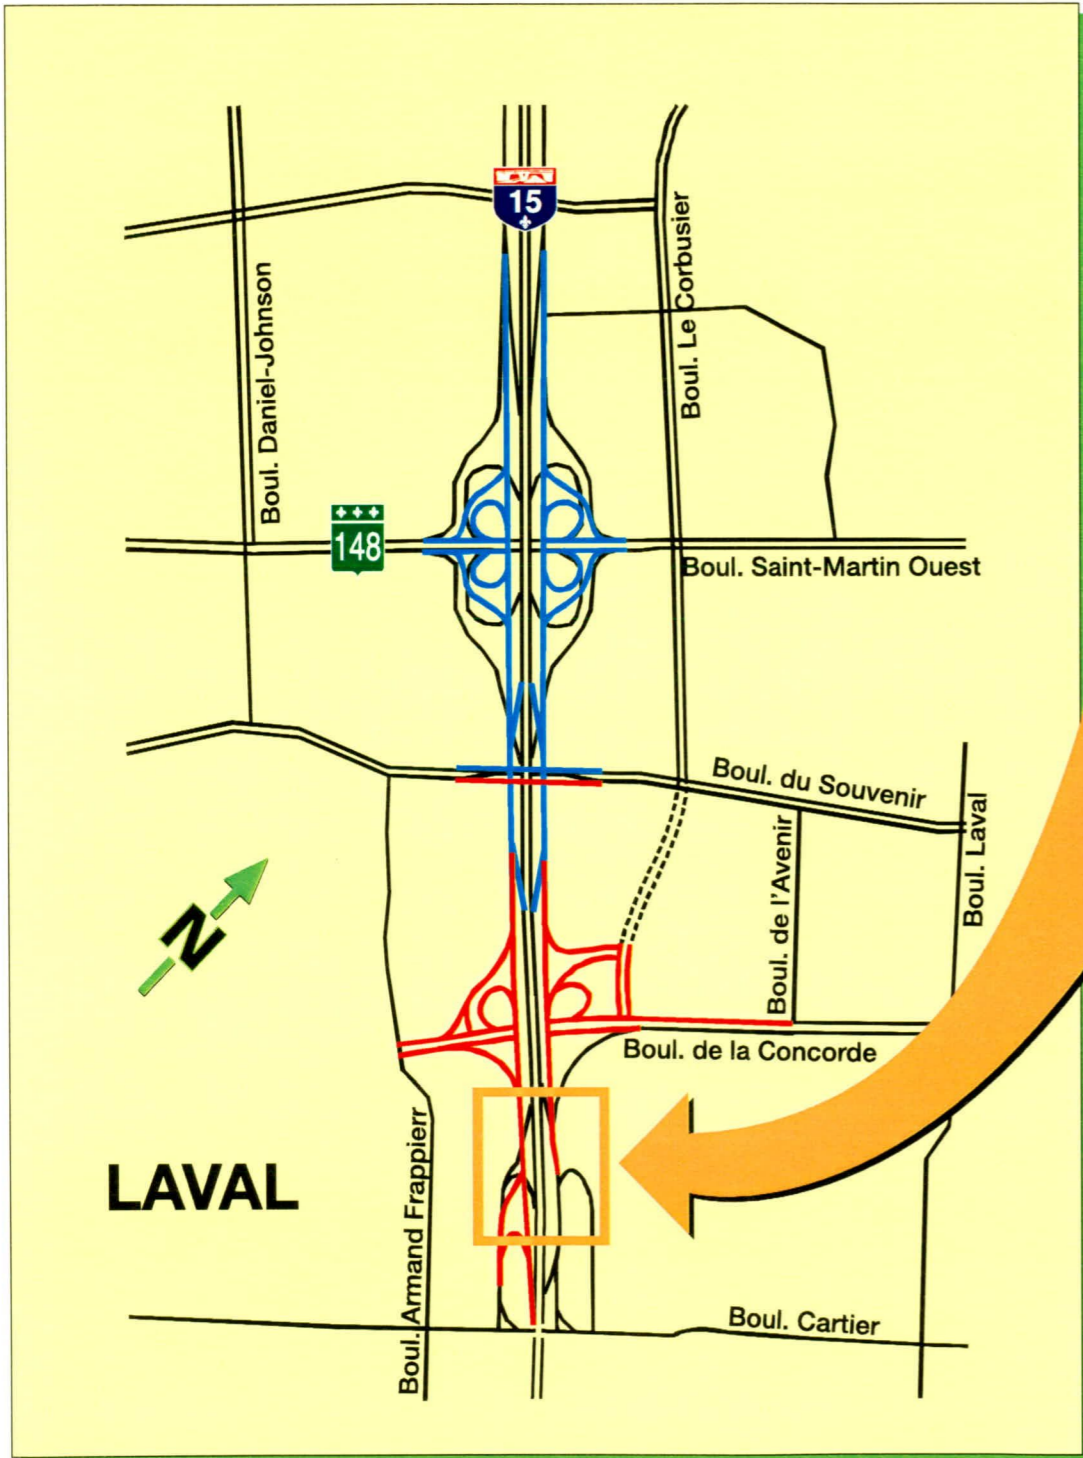 15
Boul. Le Corbusier
Boul. Daniel-Johnson
148
Boul. Saint-Martin Ouest
Boul. du Souvenir
Boul. Laval
Boul. de l'Avenir
N
Boul. de la Concorde
LAVAL
Boul. Armand Frappierr
Boul. Cartier